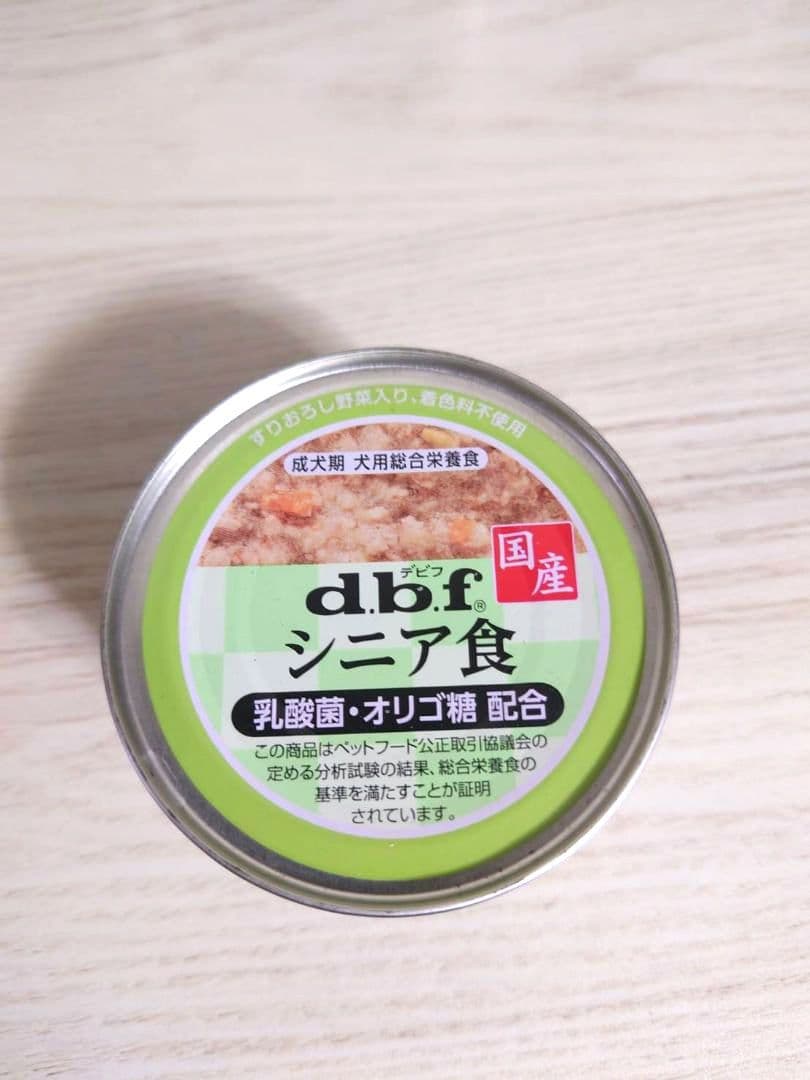 すりおろし野菜入り、着色料不使用
成犬期 犬用総合栄養食
国産
デビフ
d.b.f®
シニア食
乳酸菌・オリゴ糖 配合
この商品はペットフード公正取引協議会の
定める分析試験の結果、総合栄養食の
基準を満たすことが証明
されています。